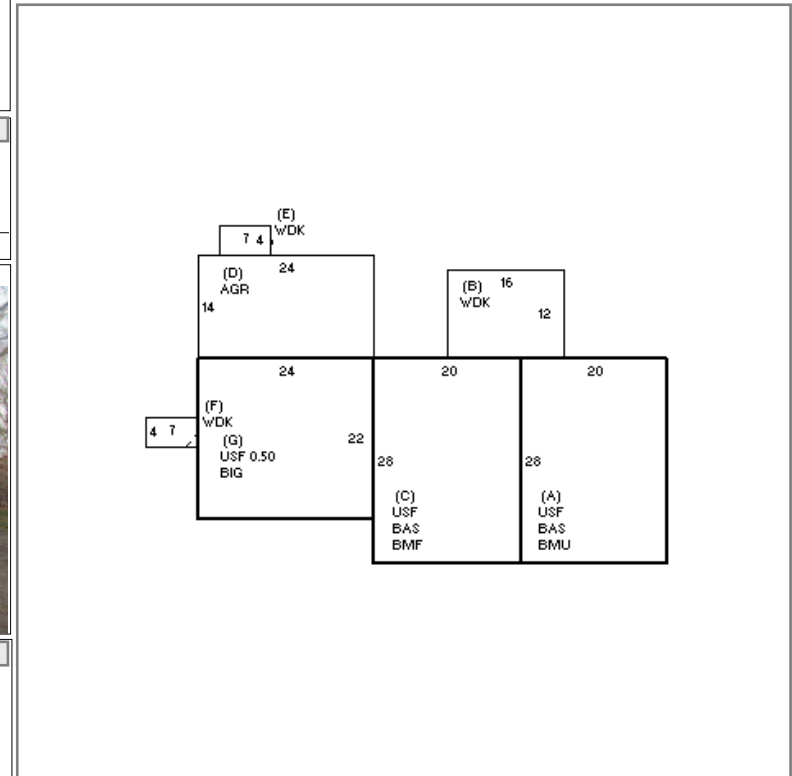 (E)
WDK
7 4
24
(D)
AGR
14
(B) 16
WDK
12
24
20
20
(F)
WDK
4 7
(G)
22
USF 0.50
BIG
28
28
(C)
USF
BAS
BMF
(A)
USF
BAS
BMU